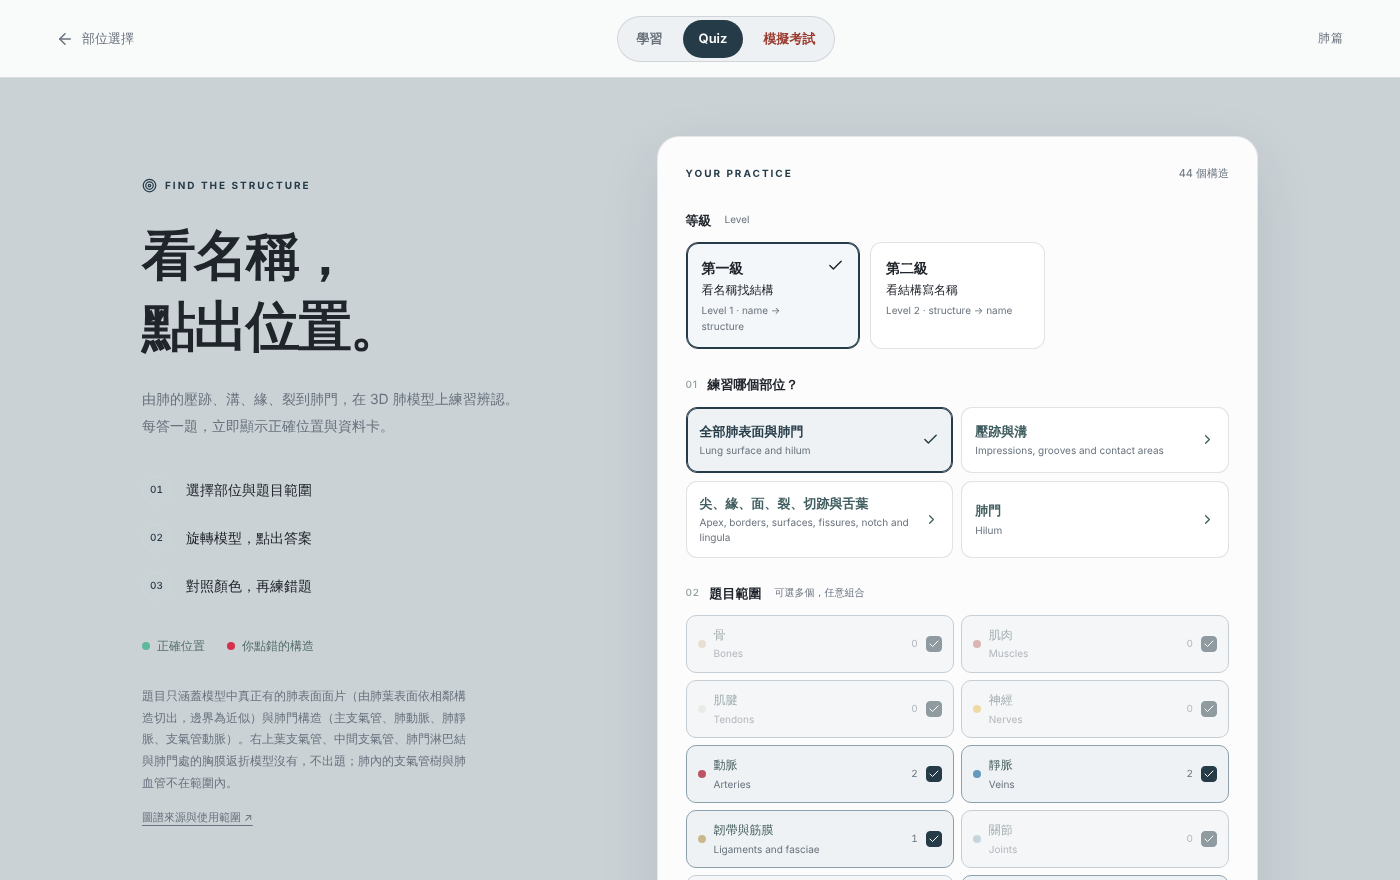 部位選擇
學習
Quiz
模擬考試
肺篇
FIND THE STRUCTURE
看名稱，
點出位置。
由肺的壓跡、溝、緣、裂到肺門，在 3D 肺模型上練習辨認。
每答一題，立即顯示正確位置與資料卡。
01 選擇部位與題目範圍
02 旋轉模型，點出答案
03 對照顏色，再練錯題
正確位置
你點錯的構造
題目只涵蓋模型中真正有的肺表面面片（由肺葉表面依相鄰構
造切出，邊界為近似）與肺門構造（主支氣管、肺動脈、肺靜
脈、支氣管動脈）。右上葉支氣管、中間支氣管、肺門淋巴結
與肺門處的胸膜返折模型沒有，不出題；肺內的支氣管樹與肺
血管不在範圍內。
圖譜來源與使用範圍 ↗
YOUR PRACTICE
44 個構造
等級 Level
第一級
看名稱找結構
Level 1 · name →
structure
第二級
看結構寫名稱
Level 2 · structure → name
01 練習哪個部位？
全部肺表面與肺門
Lung surface and hilum
壓跡與溝
Impressions, grooves and contact areas
尖、緣、面、裂、切跡與舌葉
Apex, borders, surfaces, fissures, notch and
lingula
肺門
Hilum
02 題目範圍 可選多個，任意組合
骨
Bones
0
肌肉
Muscles
0
肌腱
Tendons
0
神經
Nerves
0
動脈
Arteries
2
靜脈
Veins
2
韌帶與筋膜
Ligaments and fasciae
1
關節
Joints
0